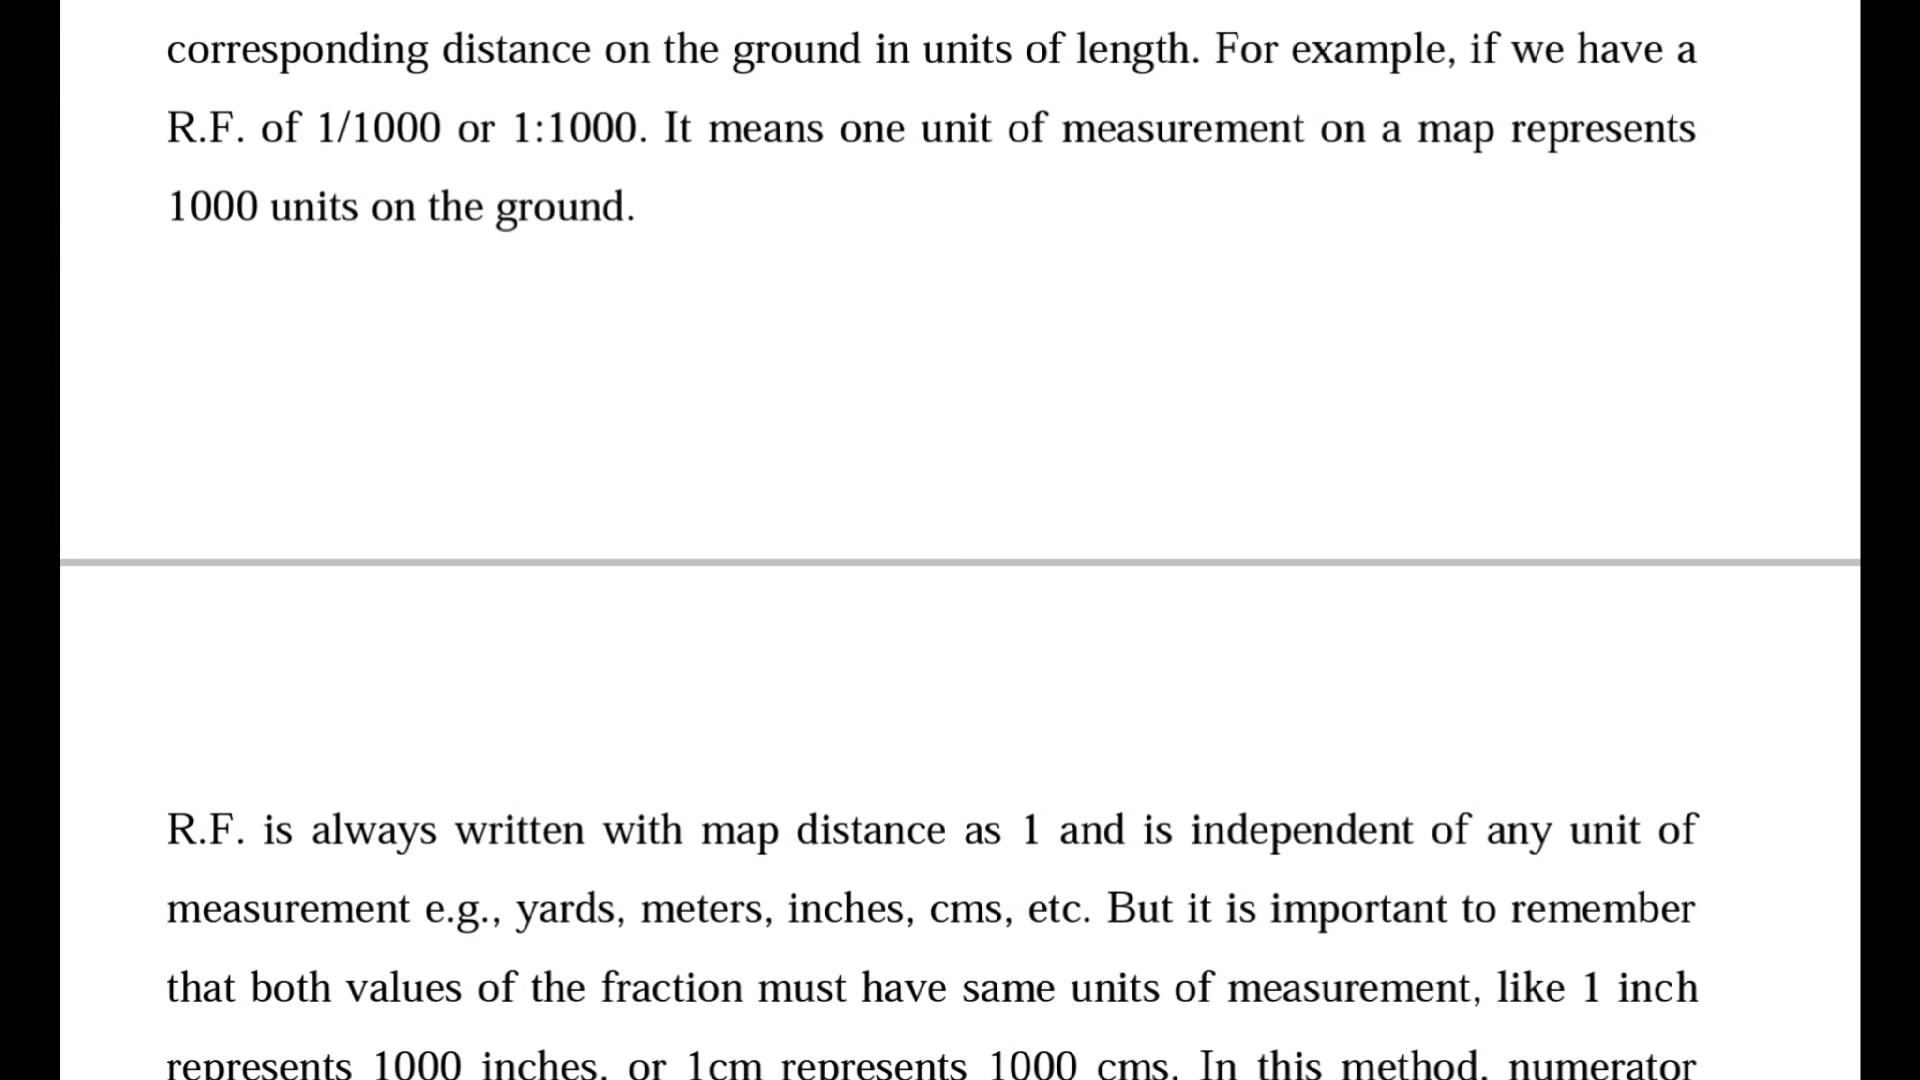 corresponding distance on the ground in units of length. For example, if we have a
R.F. of 1/1000 or 1:1000. It means one unit of measurement on a map represents
1000 units on the ground.
R.F. is always written with map distance as 1 and is independent of any unit of
measurement e.g., yards, meters, inches, cms, etc. But it is important to remember
that both values of the fraction must have same units of measurement, like 1 inch
represents 1000 inches, or 1cm represents 1000 cms. In this method, numerator